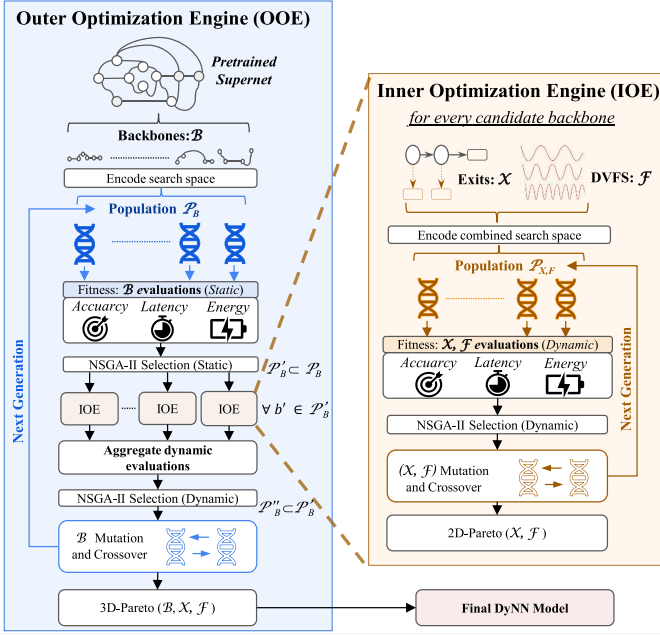 Outer Optimization Engine (OOE)
Pretrained
Supernet
Backbones: ℬ
Encode search space
Population 𝒫_B
Fitness: ℬ evaluations (Static)
Accuarcy Latency Energy
NSGA-II Selection (Static)
𝒫'_B ⊂ 𝒫_B
IOE ...... IOE IOE
∀ b' ∈ 𝒫'_B
Aggregate dynamic
evaluations
NSGA-II Selection (Dynamic)
𝒫''_B ⊂ 𝒫'_B
ℬ Mutation
and Crossover
3D-Pareto (ℬ, 𝒳, ℱ)
Next Generation
Inner Optimization Engine (IOE)
for every candidate backbone
Exits: 𝒳
DVFS: ℱ
Encode combined search space
Population 𝒫_X,F
Fitness: 𝒳, ℱ evaluations (Dynamic)
Accuarcy Latency Energy
NSGA-II Selection (Dynamic)
(𝒳, ℱ) Mutation
and Crossover
2D-Pareto (𝒳, ℱ)
Next Generation
Final DyNN Model